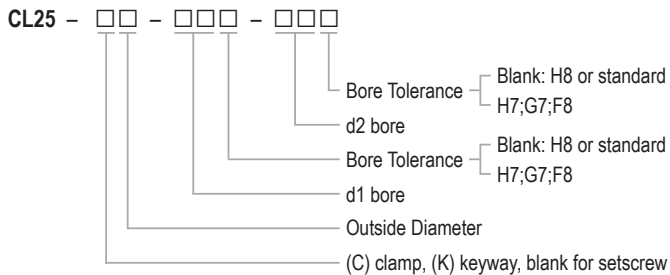 CL25 – □□ – □□□ – □□□
Blank: H8 or standard
Bore Tolerance
H7;G7;F8
d2 bore
Blank: H8 or standard
Bore Tolerance
H7;G7;F8
d1 bore
Outside Diameter
(C) clamp, (K) keyway, blank for setscrew